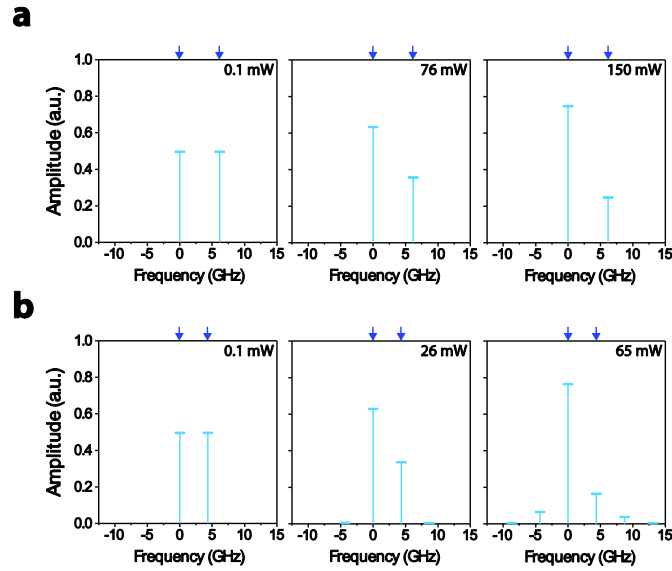 a
0.1 mW 76 mW 150 mW
Amplitude (a.u.)
1.0
0.8
0.6
0.4
0.2
0.0
-10 -5 0 5 10 15 -10 -5 0 5 10 15 -10 -5 0 5 10 15
Frequency (GHz) Frequency (GHz) Frequency (GHz)
b
0.1 mW 26 mW 65 mW
Amplitude (a.u.)
1.0
0.8
0.6
0.4
0.2
0.0
-10 -5 0 5 10 15 -10 -5 0 5 10 15 -10 -5 0 5 10 15
Frequency (GHz) Frequency (GHz) Frequency (GHz)